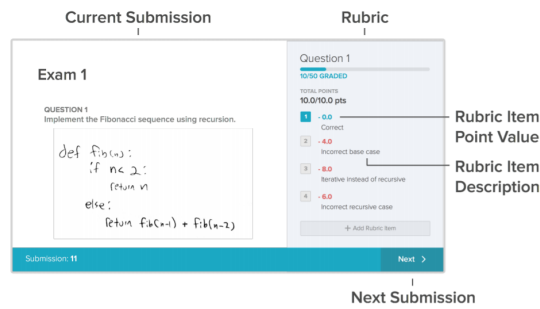 Current Submission
Rubric
Exam 1
QUESTION 1
Implement the Fibonacci sequence using recursion.
def fib(n):
if n < 2:
return n
else:
return fib(n-1) + fib(n-2)
Submission: 11
Question 1
10/50 GRADED
TOTAL POINTS
10.0/10.0 pts
1 - 0.0
Correct
2 - 4.0
Incorrect base case
3 - 8.0
Iterative instead of recursive
4 - 6.0
Incorrect recursive case
+ Add Rubric Item
Next >
Rubric Item
Point Value
Rubric Item
Description
Next Submission